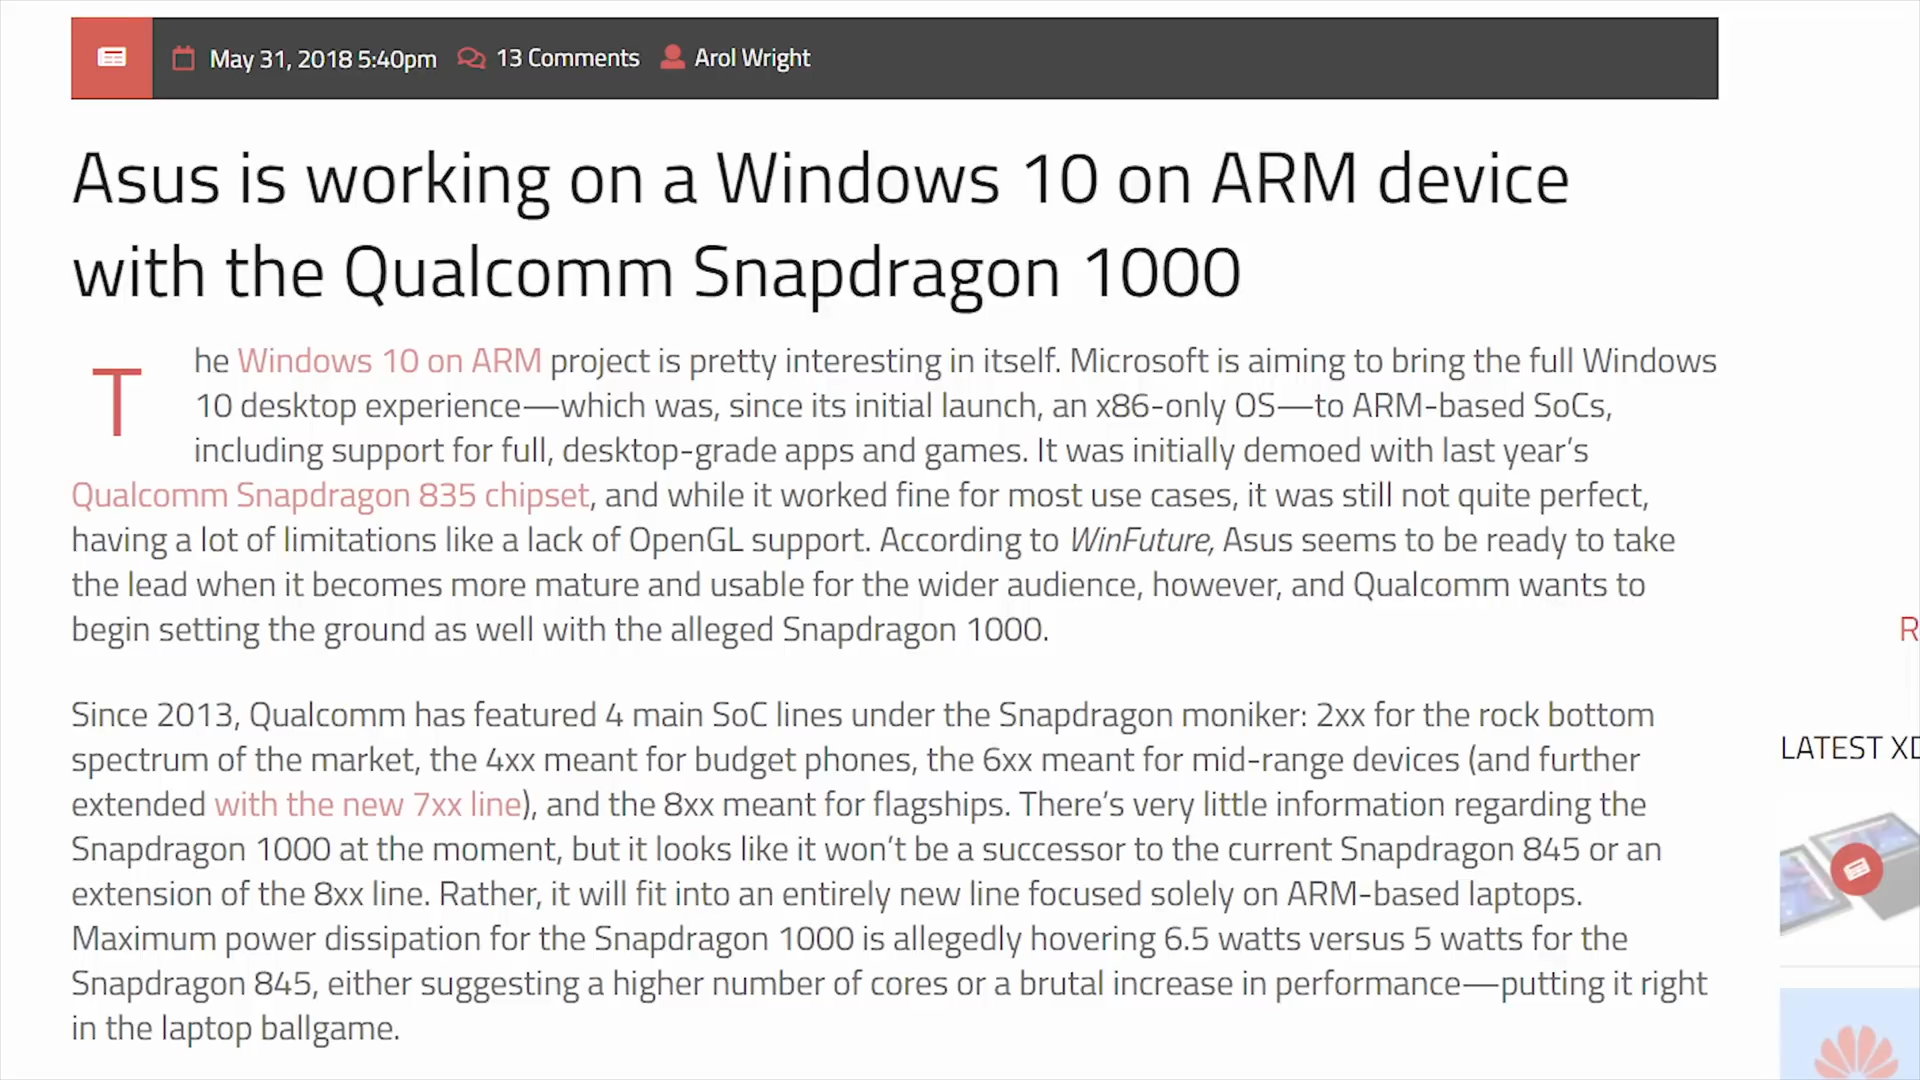 May 31, 2018 5:40pm 13 Comments Arol Wright
Asus is working on a Windows 10 on ARM device
with the Qualcomm Snapdragon 1000
The Windows 10 on ARM project is pretty interesting in itself. Microsoft is aiming to bring the full Windows
10 desktop experience—which was, since its initial launch, an x86-only OS—to ARM-based SoCs,
including support for full, desktop-grade apps and games. It was initially demoed with last year’s
Qualcomm Snapdragon 835 chipset, and while it worked fine for most use cases, it was still not quite perfect,
having a lot of limitations like a lack of OpenGL support. According to WinFuture, Asus seems to be ready to take
the lead when it becomes more mature and usable for the wider audience, however, and Qualcomm wants to
begin setting the ground as well with the alleged Snapdragon 1000.
Since 2013, Qualcomm has featured 4 main SoC lines under the Snapdragon moniker: 2xx for the rock bottom
spectrum of the market, the 4xx meant for budget phones, the 6xx meant for mid-range devices (and further
extended with the new 7xx line), and the 8xx meant for flagships. There’s very little information regarding the
Snapdragon 1000 at the moment, but it looks like it won’t be a successor to the current Snapdragon 845 or an
extension of the 8xx line. Rather, it will fit into an entirely new line focused solely on ARM-based laptops.
Maximum power dissipation for the Snapdragon 1000 is allegedly hovering 6.5 watts versus 5 watts for the
Snapdragon 845, either suggesting a higher number of cores or a brutal increase in performance—putting it right
in the laptop ballgame.
R
LATEST XD